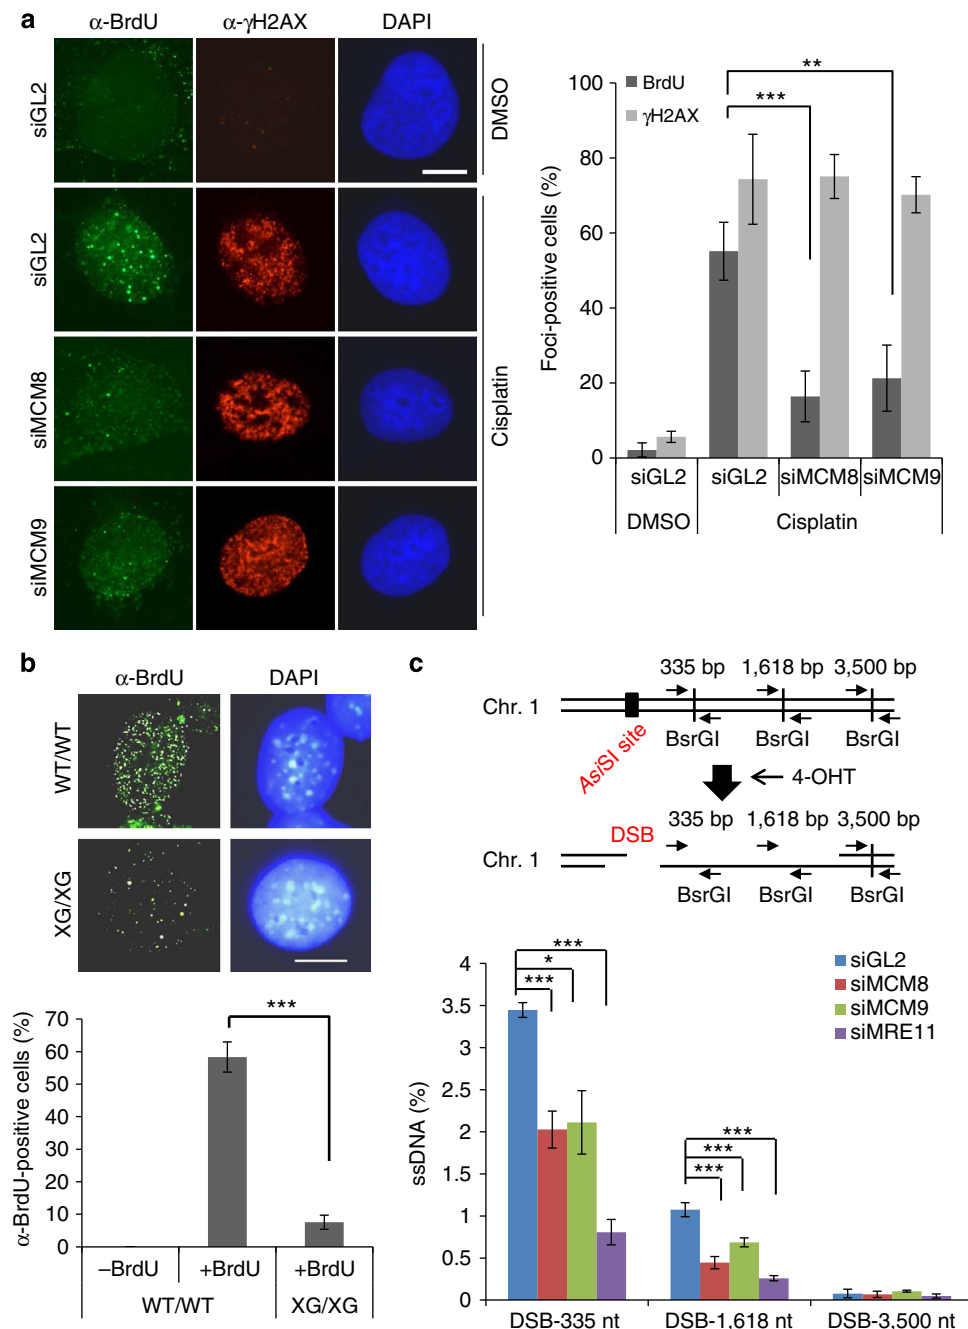 a
α-BrdU α-γH2AX DAPI
siGL2
DMSO
siGL2
siMCM8
siMCM9
Cisplatin
BrdU
γH2AX
**
***
Foci-positive cells (%)
100
80
60
40
20
0
siGL2 siGL2 siMCM8 siMCM9
DMSO Cisplatin
b
α-BrdU DAPI
WT/WT
XG/XG
***
α-BrdU-positive cells (%)
70
60
50
40
30
20
10
0
–BrdU +BrdU +BrdU
WT/WT XG/XG
c
335 bp 1,618 bp 3,500 bp
Chr. 1
BsrGI BsrGI BsrGI
AsiSI site
4-OHT
335 bp 1,618 bp 3,500 bp
DSB
Chr. 1
BsrGI BsrGI BsrGI
siGL2
siMCM8
siMCM9
siMRE11
***
*
***
***
***
***
ssDNA (%)
4
3.5
3
2.5
2
1.5
1
0.5
0
DSB-335 nt DSB-1,618 nt DSB-3,500 nt